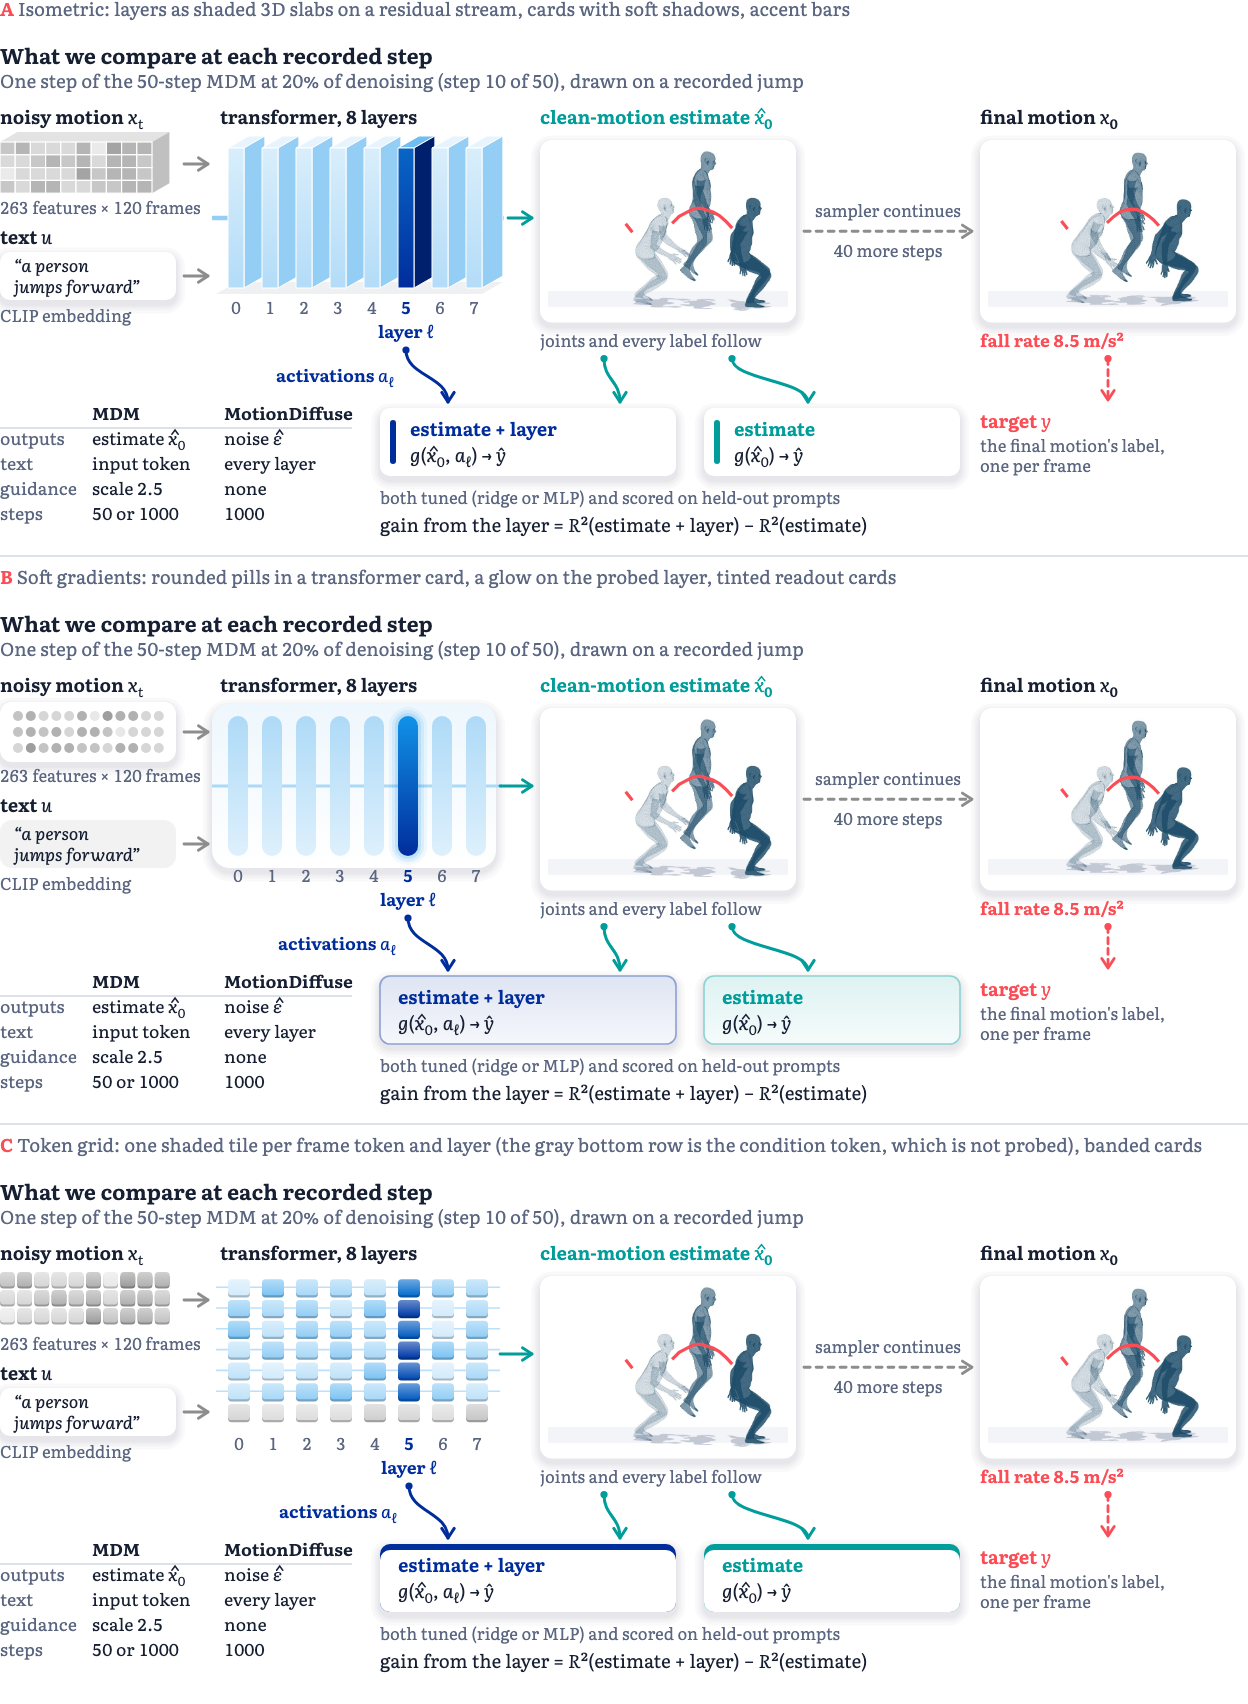 A Isometric: layers as shaded 3D slabs on a residual stream, cards with soft shadows, accent bars
What we compare at each recorded step
One step of the 50-step MDM at 20% of denoising (step 10 of 50), drawn on a recorded jump
noisy motion xₜ
transformer, 8 layers
clean-motion estimate x̂₀
final motion x₀
263 features × 120 frames
text u
“a person
jumps forward”
CLIP embedding
0 1 2 3 4 5 6 7
layer ℓ
activations a_ℓ
sampler continues
40 more steps
joints and every label follow
fall rate 8.5 m/s²
MDM MotionDiffuse
outputs estimate x̂₀ noise ε̂
text input token every layer
guidance scale 2.5 none
steps 50 or 1000 1000
estimate + layer
g(x̂₀, a_ℓ) → ŷ
estimate
g(x̂₀) → ŷ
target y
the final motion's label,
one per frame
both tuned (ridge or MLP) and scored on held-out prompts
gain from the layer = R²(estimate + layer) – R²(estimate)
B Soft gradients: rounded pills in a transformer card, a glow on the probed layer, tinted readout cards
What we compare at each recorded step
One step of the 50-step MDM at 20% of denoising (step 10 of 50), drawn on a recorded jump
noisy motion xₜ
transformer, 8 layers
clean-motion estimate x̂₀
final motion x₀
263 features × 120 frames
text u
“a person
jumps forward”
CLIP embedding
0 1 2 3 4 5 6 7
layer ℓ
activations a_ℓ
sampler continues
40 more steps
joints and every label follow
fall rate 8.5 m/s²
MDM MotionDiffuse
outputs estimate x̂₀ noise ε̂
text input token every layer
guidance scale 2.5 none
steps 50 or 1000 1000
estimate + layer
g(x̂₀, a_ℓ) → ŷ
estimate
g(x̂₀) → ŷ
target y
the final motion's label,
one per frame
both tuned (ridge or MLP) and scored on held-out prompts
gain from the layer = R²(estimate + layer) – R²(estimate)
C Token grid: one shaded tile per frame token and layer (the gray bottom row is the condition token, which is not probed), banded cards
What we compare at each recorded step
One step of the 50-step MDM at 20% of denoising (step 10 of 50), drawn on a recorded jump
noisy motion xₜ
transformer, 8 layers
clean-motion estimate x̂₀
final motion x₀
263 features × 120 frames
text u
“a person
jumps forward”
CLIP embedding
0 1 2 3 4 5 6 7
layer ℓ
activations a_ℓ
sampler continues
40 more steps
joints and every label follow
fall rate 8.5 m/s²
MDM MotionDiffuse
outputs estimate x̂₀ noise ε̂
text input token every layer
guidance scale 2.5 none
steps 50 or 1000 1000
estimate + layer
g(x̂₀, a_ℓ) → ŷ
estimate
g(x̂₀) → ŷ
target y
the final motion's label,
one per frame
both tuned (ridge or MLP) and scored on held-out prompts
gain from the layer = R²(estimate + layer) – R²(estimate)